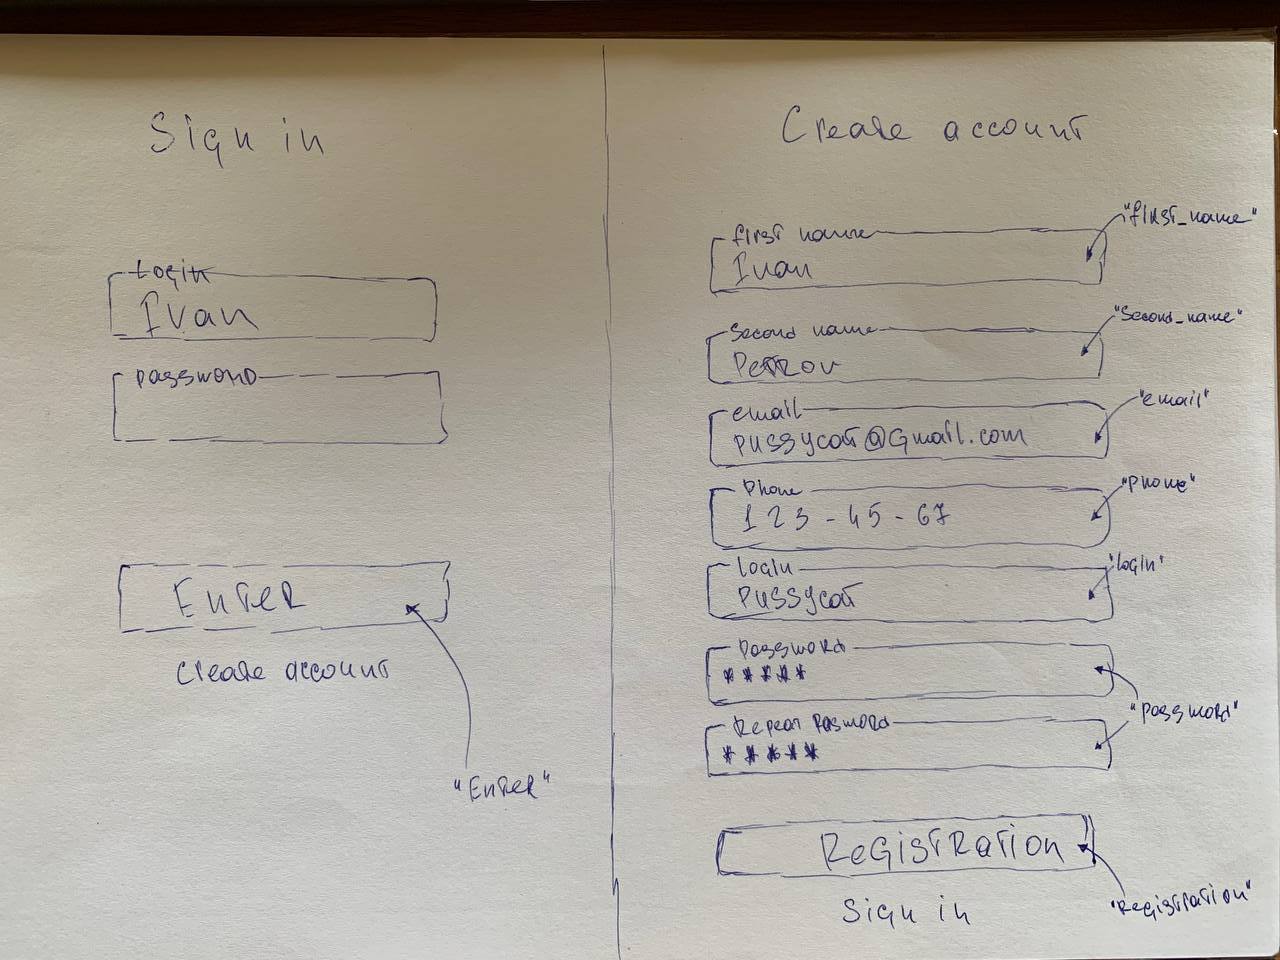 Sign in
Login
Ivan
password
Enter
Create account
"Enter"
Create account
first name
"first_name"
Ivan
Second name
"Second_name"
Petrov
email
"email"
pussycat@gmail.com
Phone
"phone"
123-45-67
Login
"login"
pussycat
Password
*****
"password"
Repeat Password
*****
Registration
"Registration"
Sign in